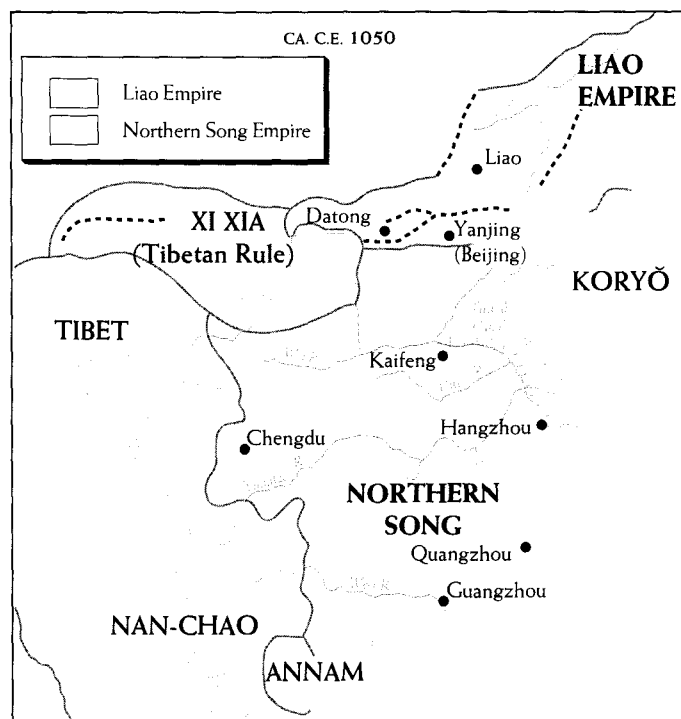 CA. C.E. 1050
Liao Empire
Northern Song Empire
LIAO
EMPIRE
Liao
XI XIA
(Tibetan Rule)
Datong
Yanjing
(Beijing)
KORYŎ
TIBET
Kaifeng
Hangzhou
Chengdu
NORTHERN
SONG
Quangzhou
Guangzhou
NAN-CHAO
ANNAM